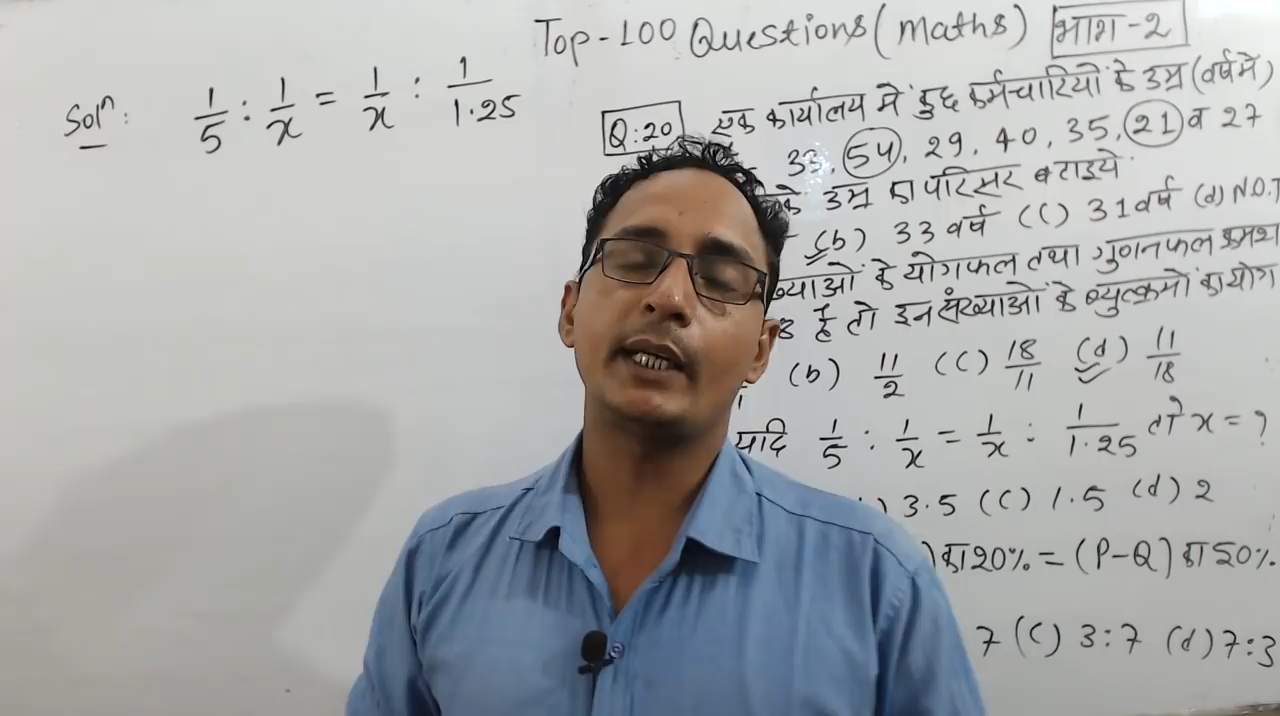 Top-100 Questions (Maths) भाग-2
Solⁿ: 1/5 : 1/x = 1/x : 1/1.25
Q:20 एक कार्यालय में कुछ कर्मचारियों के उम्र (वर्ष में)
33, 54, 29, 40, 35, 21 व 27
के उम्र का परिसर बताइये
(b) 33 वर्ष (C) 31 वर्ष (d) N.O.T
के योगफल तथा गुणनफल क्रमश
है तो इन संख्याओं के व्युत्क्रमों का योग
(b) 11/2 (C) 18/11 (d) 11/18
यदि 1/5 : 1/x = 1/x : 1/1.25 तो x = ?
) 3.5 (C) 1.5 (d) 2
) का 20% = (P-Q) का 50%
7 (C) 3:7 (d) 7:3